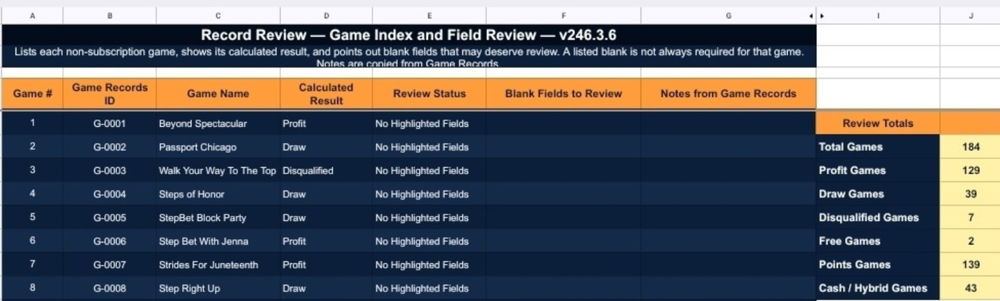 A B C D E F G I J
Record Review — Game Index and Field Review — v246.3.6
Lists each non-subscription game, shows its calculated result, and points out blank fields that may deserve review. A listed blank is not always required for that game.
Notes are copied from Game Records
Game # Game Records ID Game Name Calculated Result Review Status Blank Fields to Review Notes from Game Records
1 G-0001 Beyond Spectacular Profit No Highlighted Fields Review Totals
2 G-0002 Passport Chicago Draw No Highlighted Fields Total Games 184
3 G-0003 Walk Your Way To The Top Disqualified No Highlighted Fields Profit Games 129
4 G-0004 Steps of Honor Draw No Highlighted Fields Draw Games 39
5 G-0005 StepBet Block Party Draw No Highlighted Fields Disqualified Games 7
6 G-0006 Step Bet With Jenna Profit No Highlighted Fields Free Games 2
7 G-0007 Strides For Juneteenth Profit No Highlighted Fields Points Games 139
8 G-0008 Step Right Up Draw No Highlighted Fields Cash / Hybrid Games 43